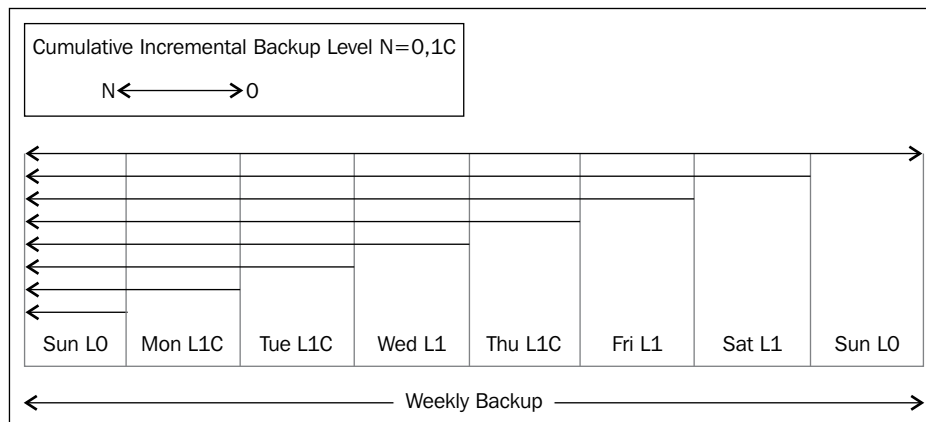 Cumulative Incremental Backup Level N=0,1C
N 0
Sun L0 Mon L1C Tue L1C Wed L1 Thu L1C Fri L1 Sat L1 Sun L0
Weekly Backup